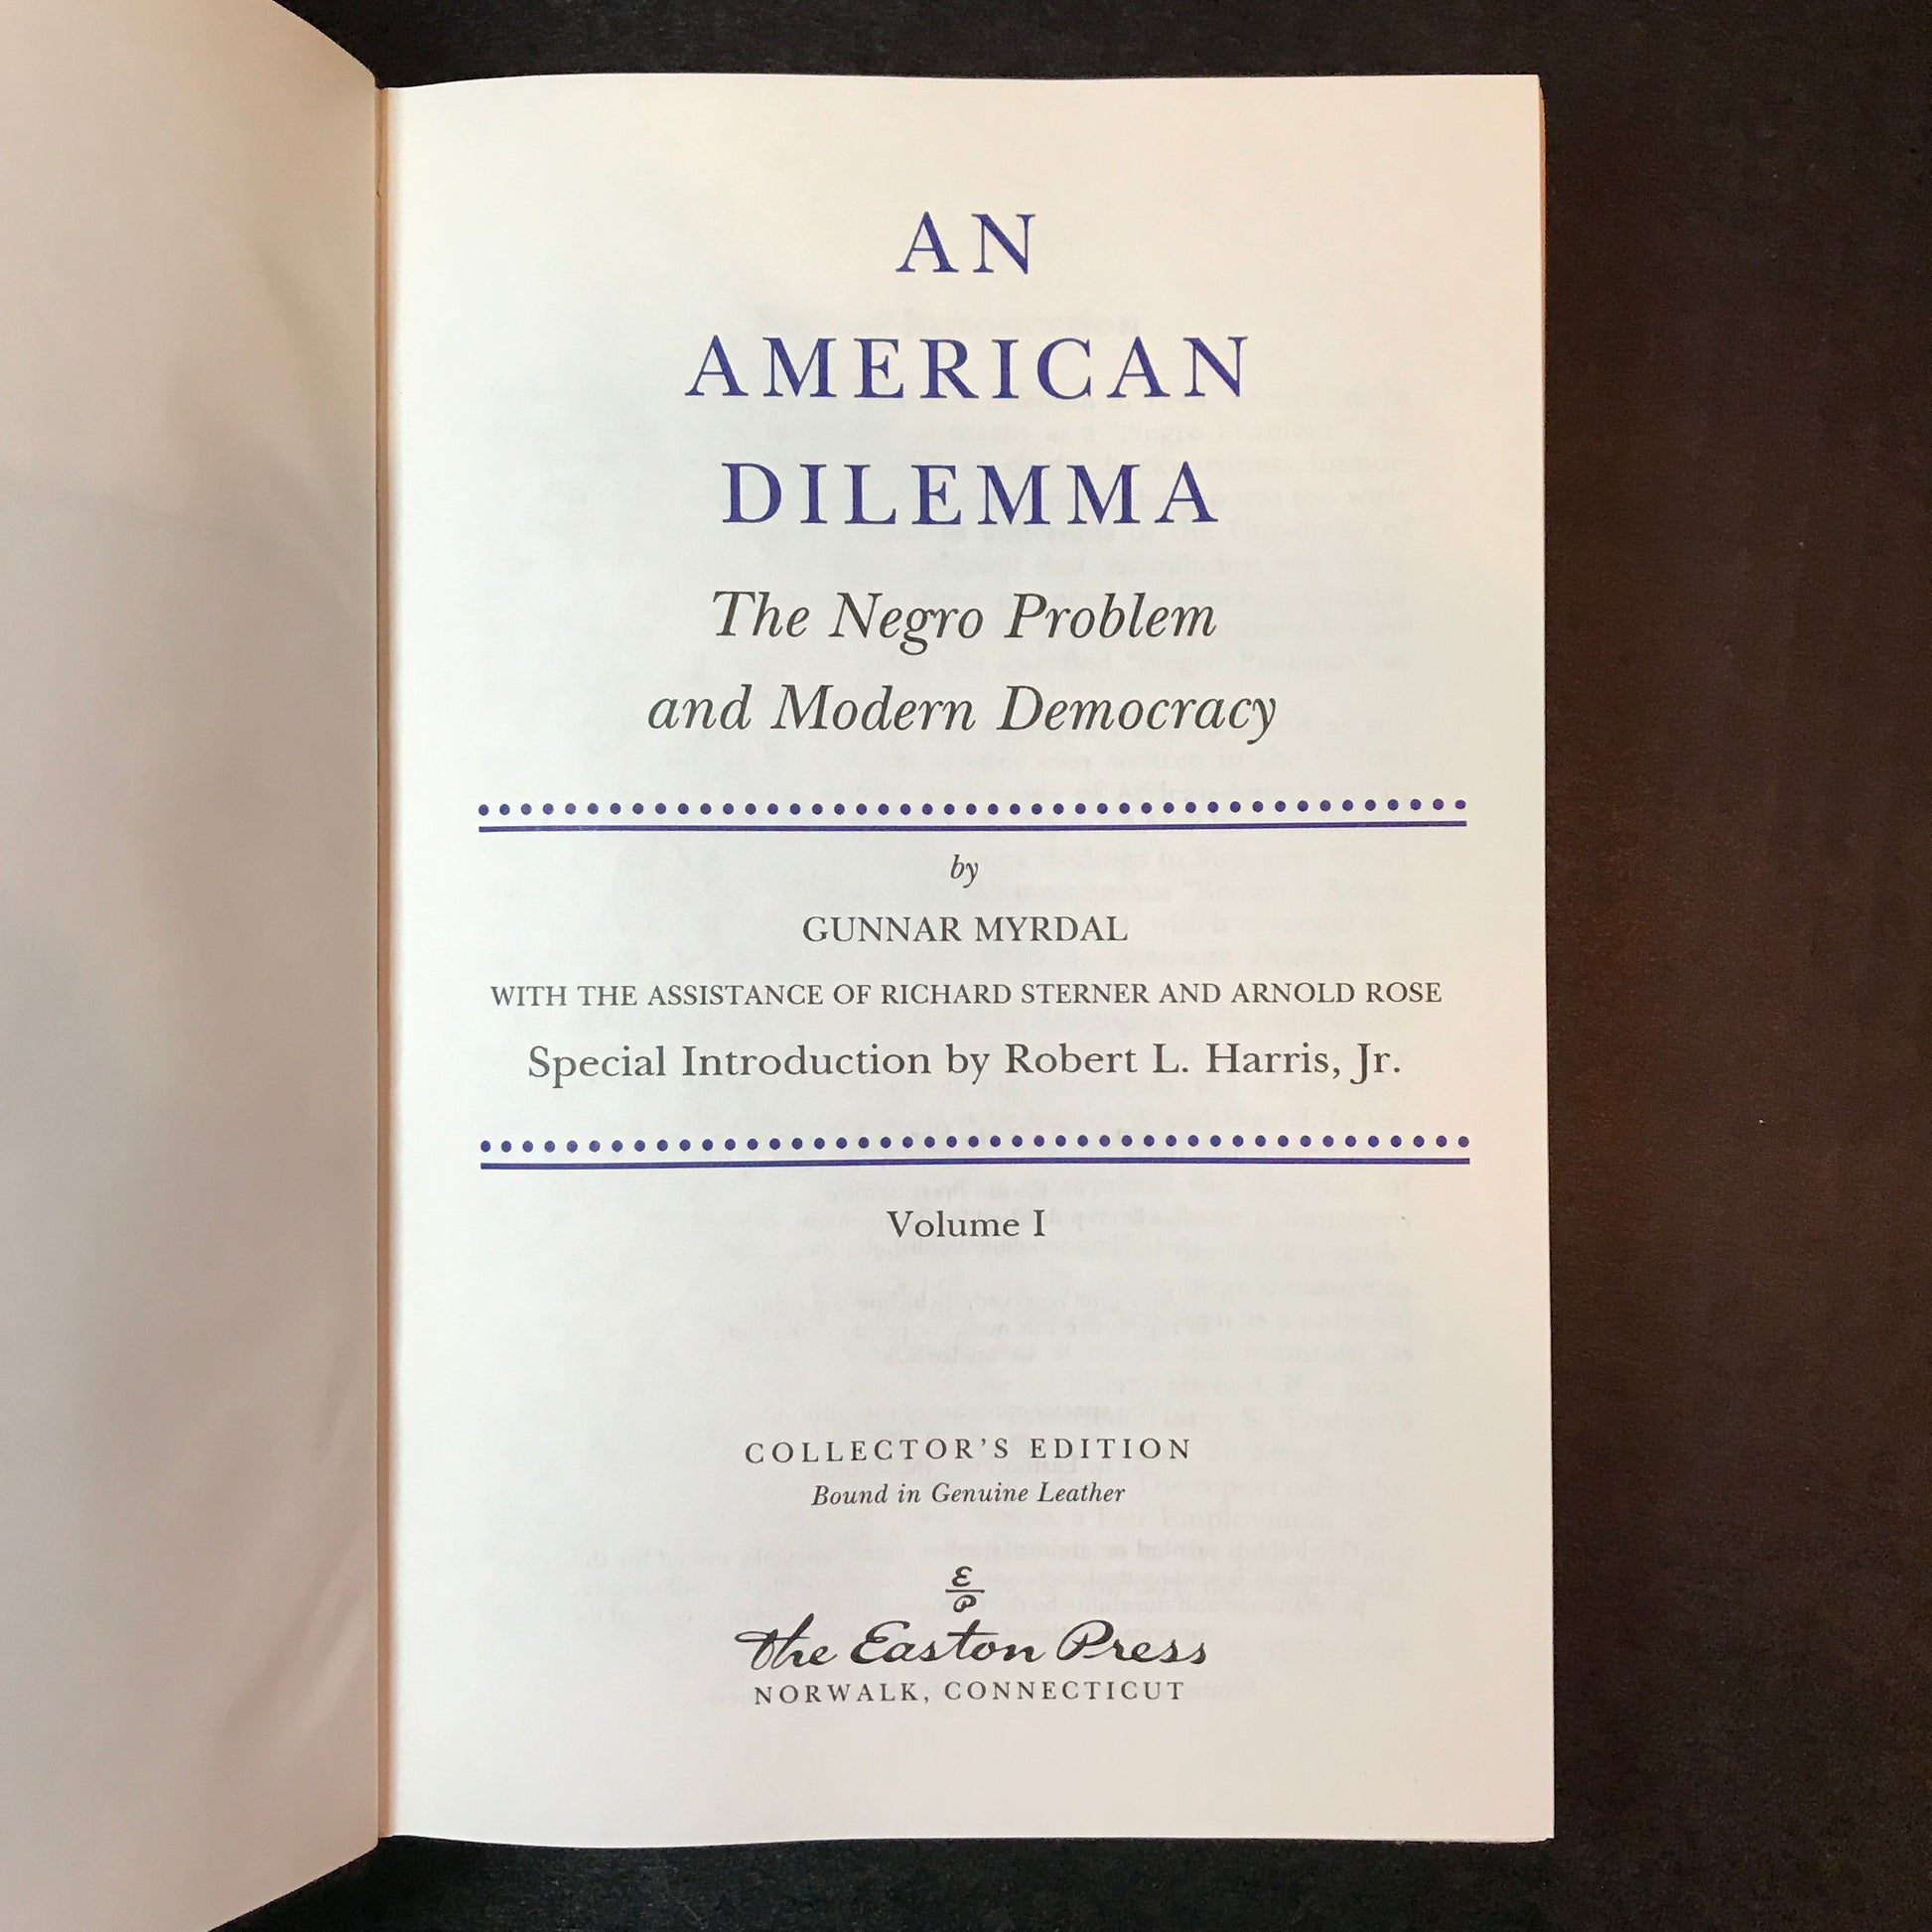 AN
AMERICAN
DILEMMA
The Negro Problem
and Modern Democracy
by
GUNNAR MYRDAL
WITH THE ASSISTANCE OF RICHARD STERNER AND ARNOLD ROSE
Special Introduction by Robert L. Harris, Jr.
Volume I
COLLECTOR'S EDITION
Bound in Genuine Leather
E
P
The Easton Press
NORWALK, CONNECTICUT